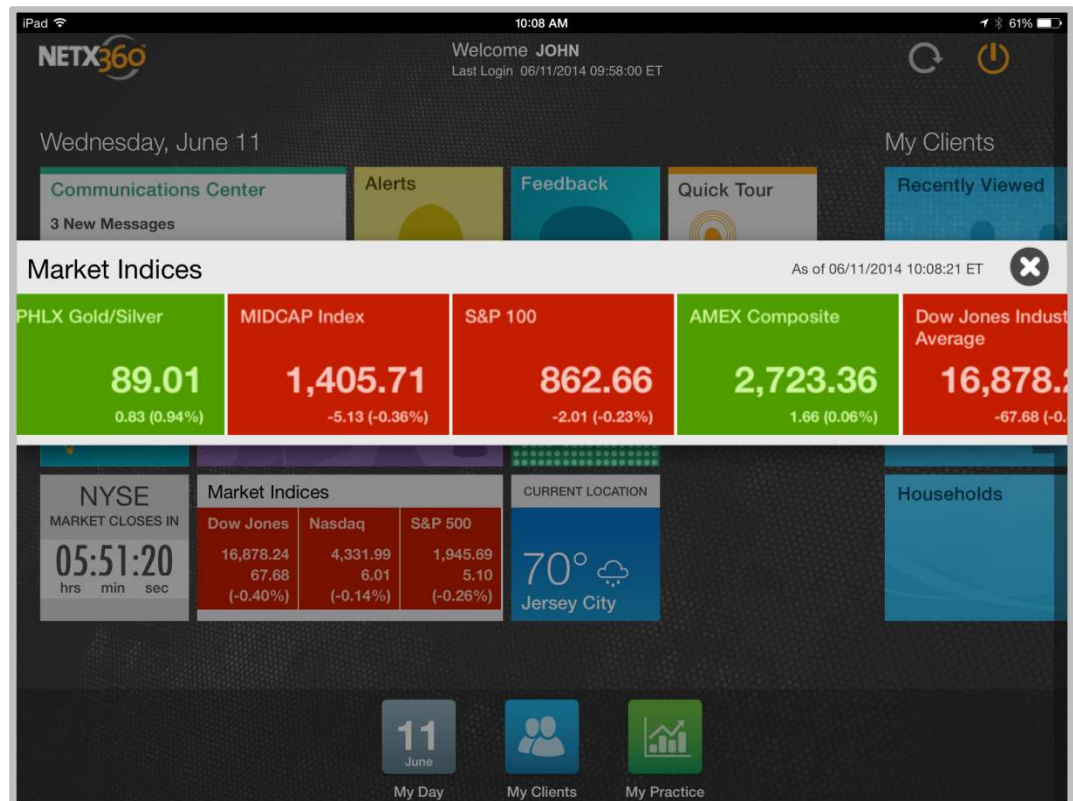 iPad
10:08 AM
61%
NETX360
Welcome JOHN
Last Login 06/11/2014 09:58:00 ET
Wednesday, June 11
My Clients
Communications Center
3 New Messages
Alerts
Feedback
Quick Tour
Recently Viewed
Market Indices
As of 06/11/2014 10:08:21 ET
PHLX Gold/Silver
89.01
0.83 (0.94%)
MIDCAP Index
1,405.71
-5.13 (-0.36%)
S&P 100
862.66
-2.01 (-0.23%)
AMEX Composite
2,723.36
1.66 (0.06%)
Dow Jones Indust
Average
16,878.
-67.68 (-0.
NYSE
MARKET CLOSES IN
05:51:20
hrs min sec
Market Indices
Dow Jones
16,878.24
67.68
(-0.40%)
Nasdaq
4,331.99
6.01
(-0.14%)
S&P 500
1,945.69
5.10
(-0.26%)
CURRENT LOCATION
70°
Jersey City
Households
11
June
My Day
My Clients
My Practice